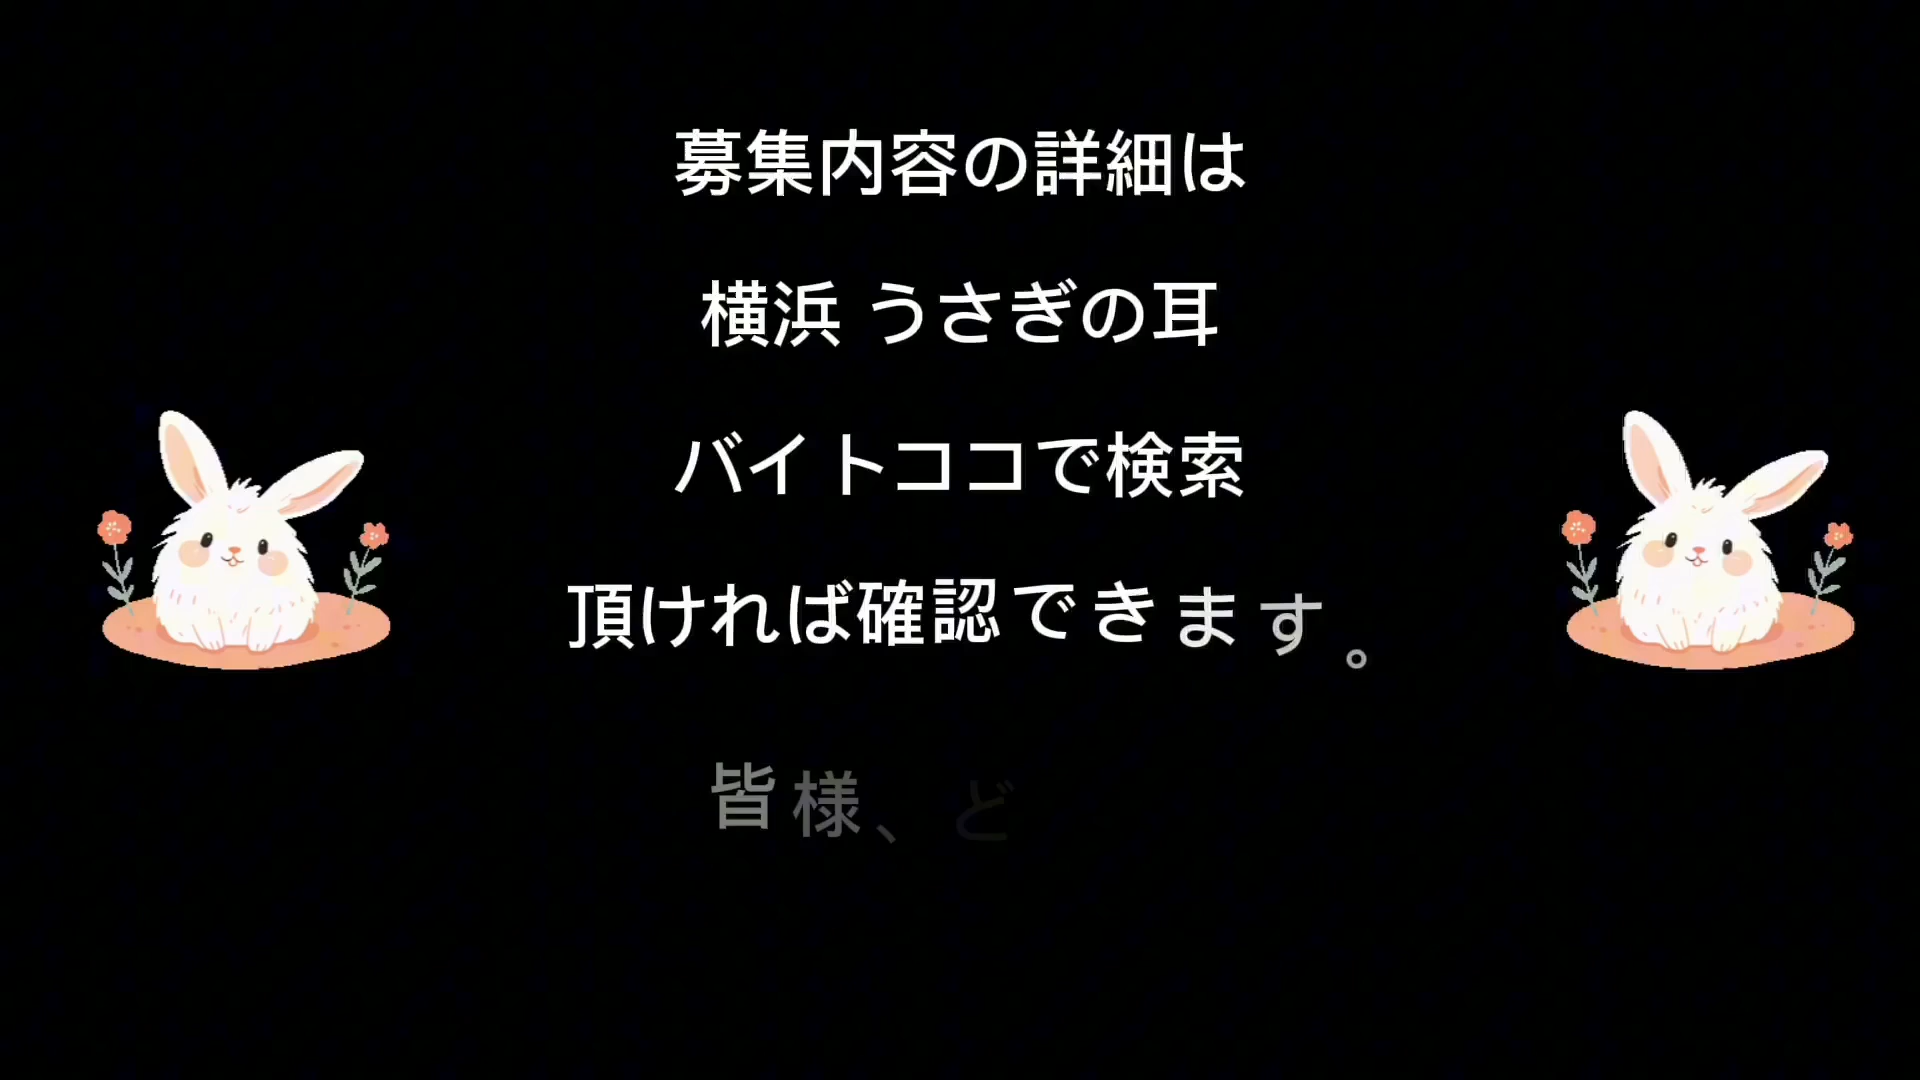 募集内容の詳細は
横浜 うさぎの耳
バイトココで検索
頂ければ確認できます。
皆様、ど